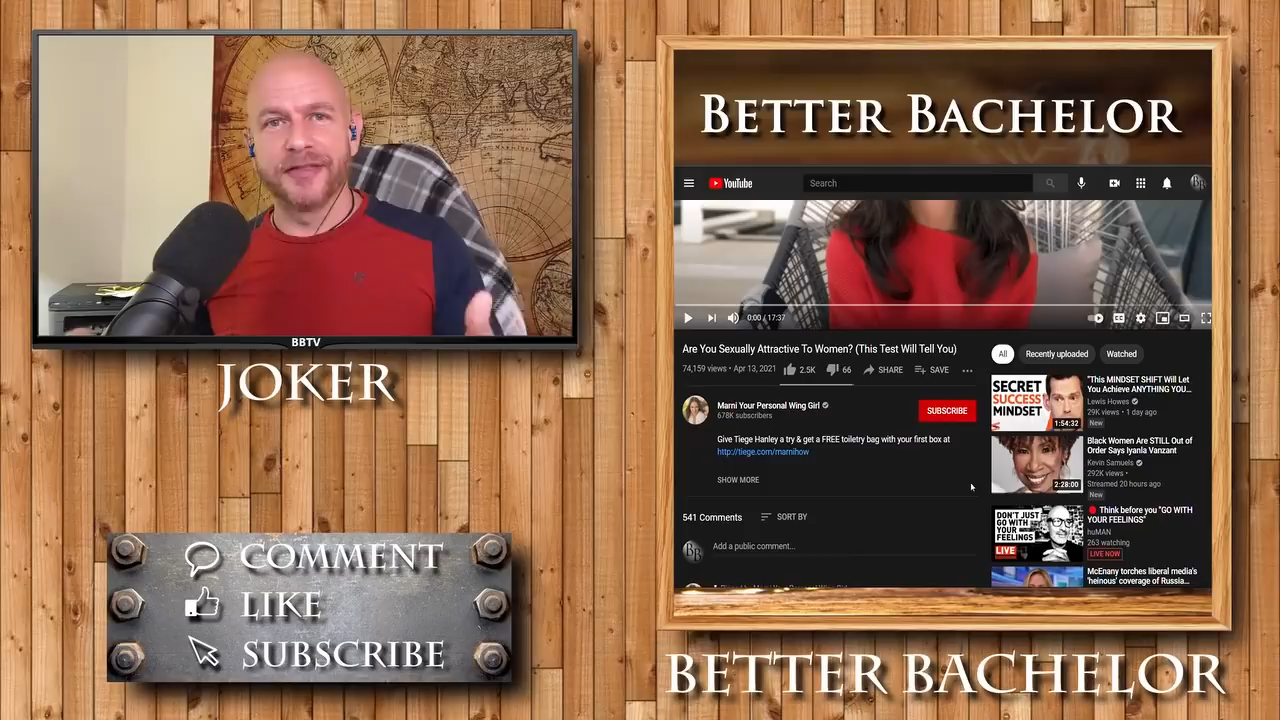 BBTV
JOKER
COMMENT
LIKE
SUBSCRIBE
BETTER BACHELOR
YouTube
Search
0:00 / 17:37
Are You Sexually Attractive To Women? (This Test Will Tell You)
74,159 views • Apr 13, 2021
2.5K
66
SHARE
SAVE
Marni Your Personal Wing Girl
678K subscribers
SUBSCRIBE
Give Tiege Hanley a try & get a FREE toiletry bag with your first box at
http://tiege.com/marnihow
SHOW MORE
541 Comments
SORT BY
Add a public comment...
All
Recently uploaded
Watched
SECRET
SUCCESS
MINDSET
1:54:32
"This MINDSET SHIFT Will Let
You Achieve ANYTHING YOU...
Lewis Howes
29K views • 1 day ago
New
2:28:00
Black Women Are STILL Out of
Order Says Iyanla Vanzant
Kevin Samuels
292K views •
Streamed 20 hours ago
New
DON'T JUST
GO WITH
YOUR
FEELINGS
LIVE
Think before you "GO WITH
YOUR FEELINGS"
huMAN
263 watching
LIVE NOW
McEnany torches liberal media's
'heinous' coverage of Russia...
BETTER BACHELOR